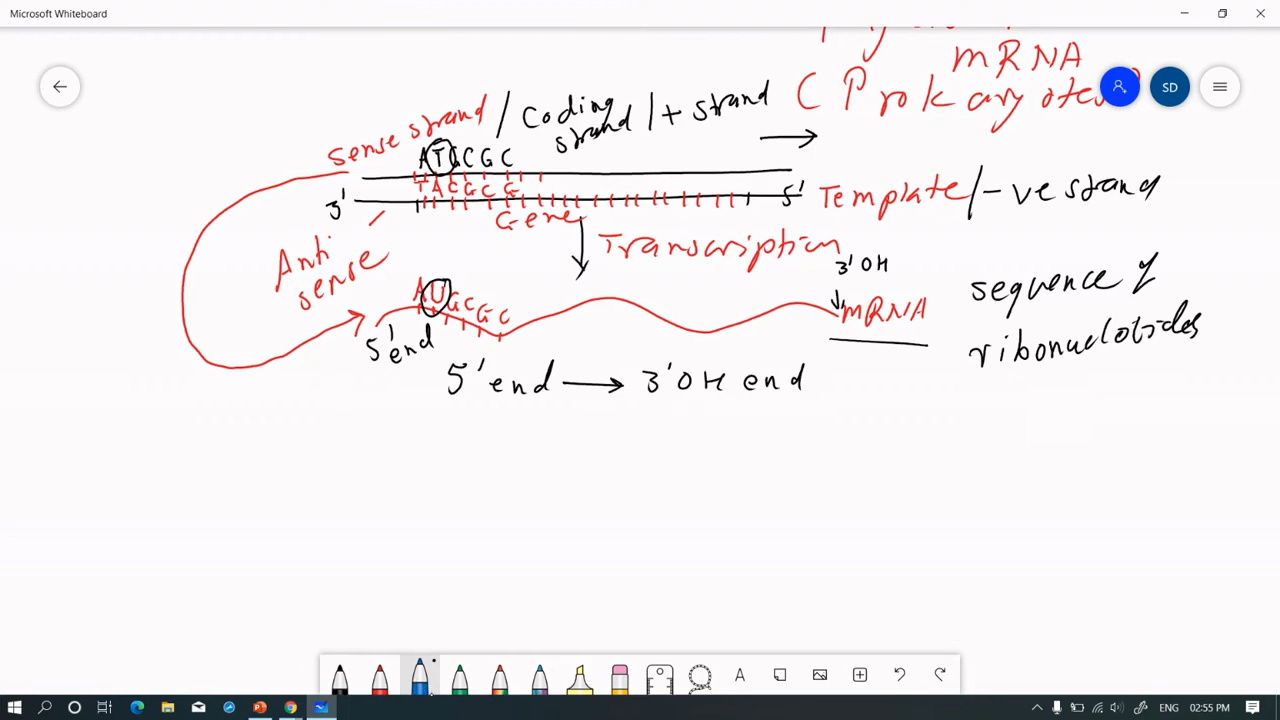 Microsoft Whiteboard
mRNA
SD
( Prokaryotes)
sense strand / Coding strand / + strand
ATGCGC
TACGCG
3' 5' Template / -ve strand
Gene
Anti sense
Transcription
3' OH
AUGCGC
mRNA
sequence of
ribonucleotides
5' end
5' end → 3' OH end
A
ENG 02:55 PM